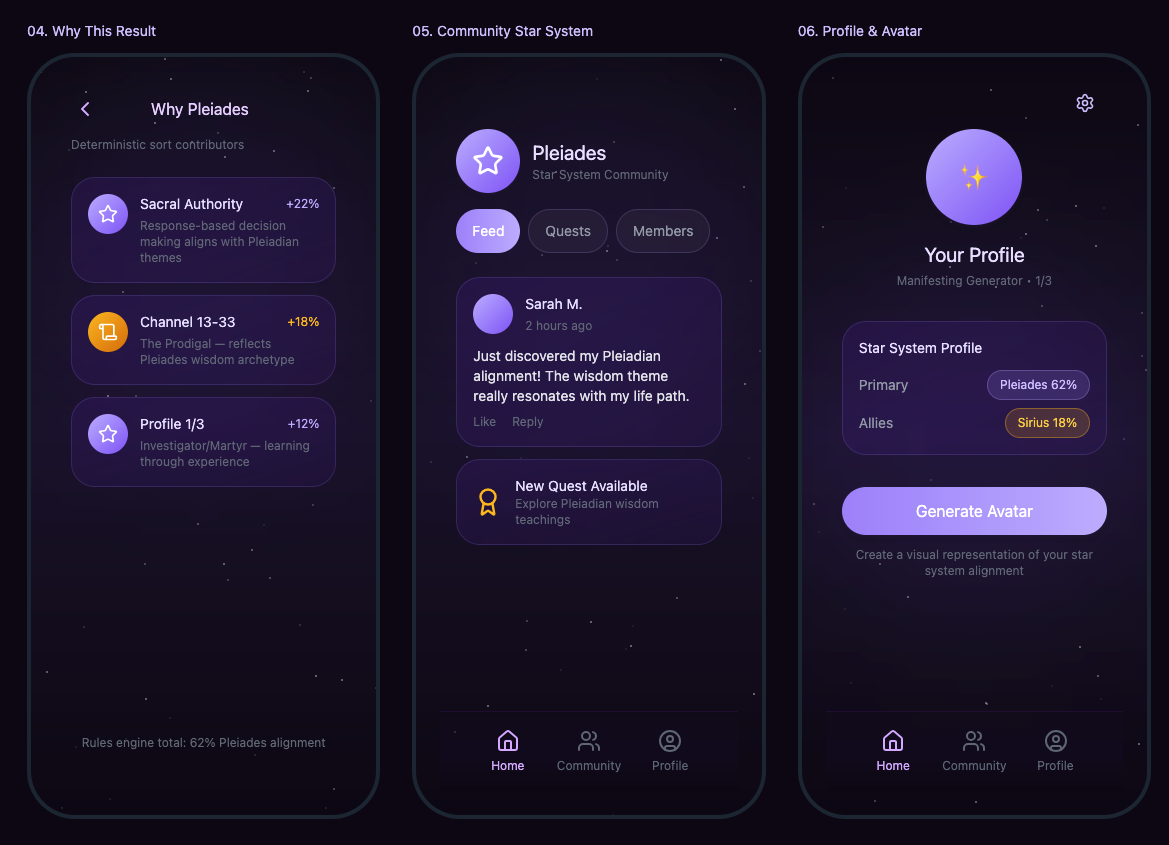 04. Why This Result
Why Pleiades
Deterministic sort contributors
Sacral Authority
+22%
Response-based decision
making aligns with Pleiadian
themes
Channel 13-33
+18%
The Prodigal — reflects
Pleiades wisdom archetype
Profile 1/3
+12%
Investigator/Martyr — learning
through experience
Rules engine total: 62% Pleiades alignment
05. Community Star System
Pleiades
Star System Community
Feed
Quests
Members
Sarah M.
2 hours ago
Just discovered my Pleiadian
alignment! The wisdom theme
really resonates with my life path.
Like
Reply
New Quest Available
Explore Pleiadian wisdom
teachings
Home
Community
Profile
06. Profile & Avatar
Your Profile
Manifesting Generator • 1/3
Star System Profile
Primary
Pleiades 62%
Allies
Sirius 18%
Generate Avatar
Create a visual representation of your star
system alignment
Home
Community
Profile